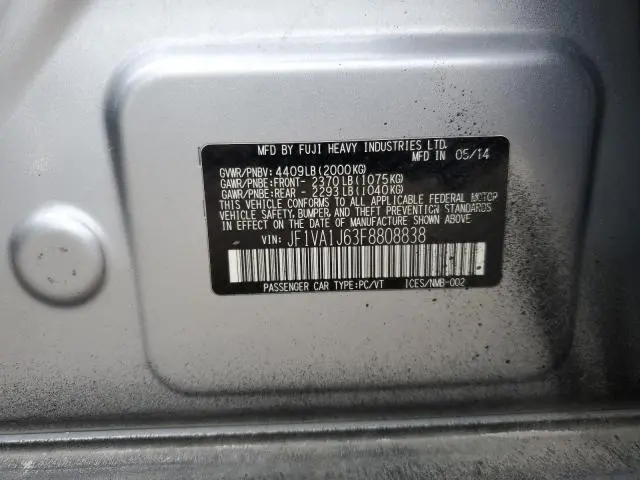 MFD BY FUJI HEAVY INDUSTRIES LTD.
MFD IN 05/14
GVWR/PNBV: 4409LB(2000KG)
GAWR/PNBE:FRONT- 2370LB(1075KG)
GAWR/PNBE:REAR - 2293LB(1040KG)
THIS VEHICLE CONFORMS TO ALL APPLICABLE FEDERAL MOTOR
VEHICLE SAFETY, BUMPER, AND THEFT PREVENTION STANDARDS
IN EFFECT ON THE DATE OF MANUFACTURE SHOWN ABOVE.
VIN: JF1VA1J63F8808838
PASSENGER CAR TYPE:PC/VT ICES/NMB-002